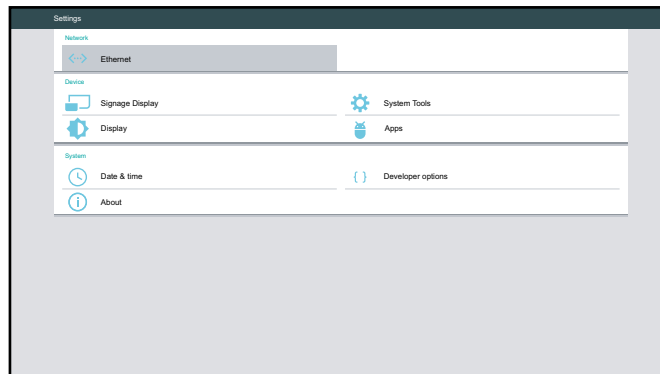 Settings
Network
Ethernet
Device
Signage Display
System Tools
Display
Apps
System
Date & time
{ } Developer options
About